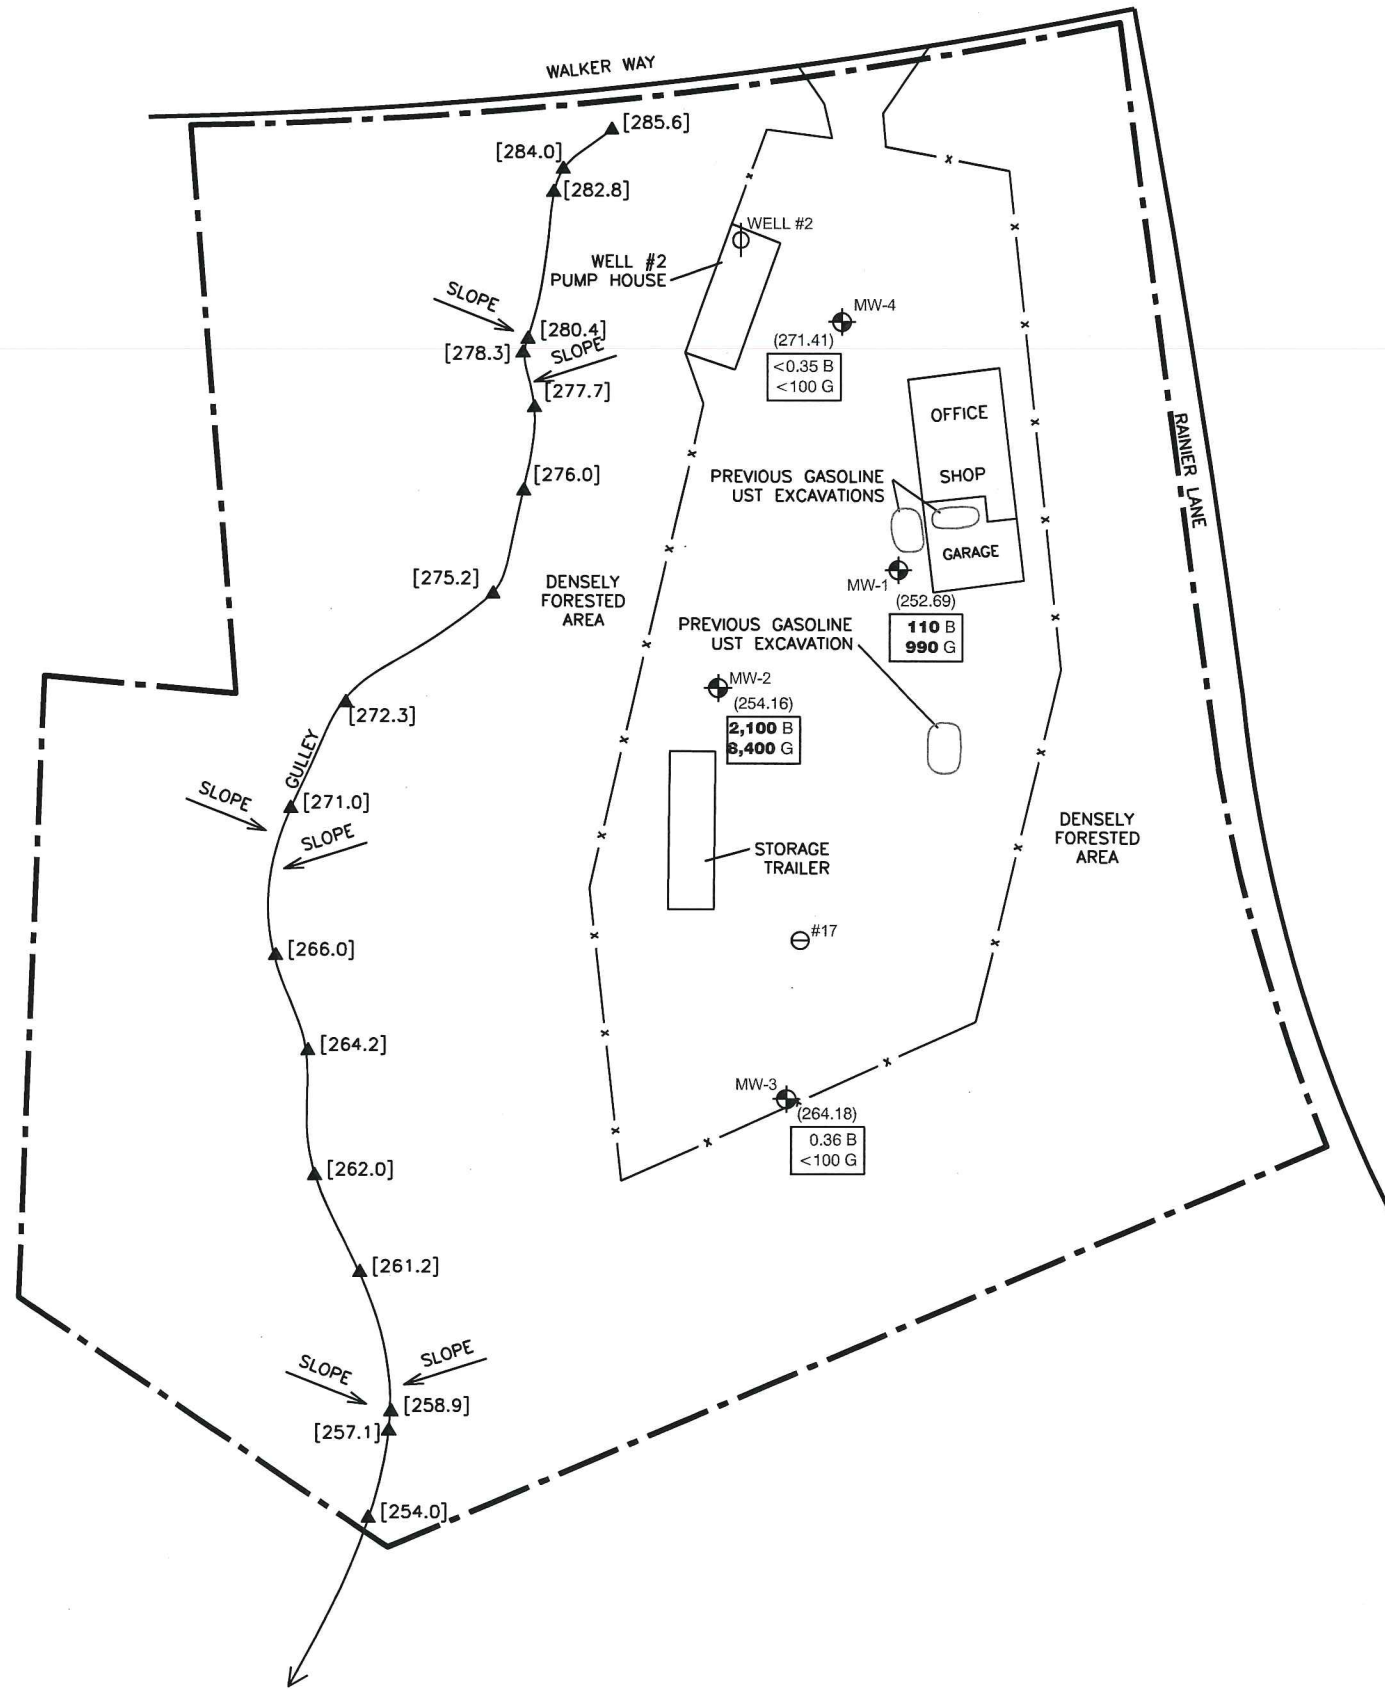 WALKER WAY
[285.6]
[284.0]
[282.8]
WELL #2
WELL #2
PUMP HOUSE
SLOPE
MW-4
[280.4]
(271.41)
[278.3]
SLOPE
<0.35 B
<100 G
[277.7]
OFFICE
RAINIER LANE
[276.0]
PREVIOUS GASOLINE
UST EXCAVATIONS
SHOP
GARAGE
[275.2]
DENSELY
FORESTED
AREA
MW-1
(252.69)
110 B
990 G
PREVIOUS GASOLINE
UST EXCAVATION
MW-2
(254.16)
2,100 B
8,400 G
[272.3]
GULLEY
SLOPE
[271.0]
SLOPE
STORAGE
TRAILER
DENSELY
FORESTED
AREA
#17
[266.0]
[264.2]
MW-3
(264.18)
0.36 B
<100 G
[262.0]
[261.2]
SLOPE
SLOPE
[258.9]
[257.1]
[254.0]